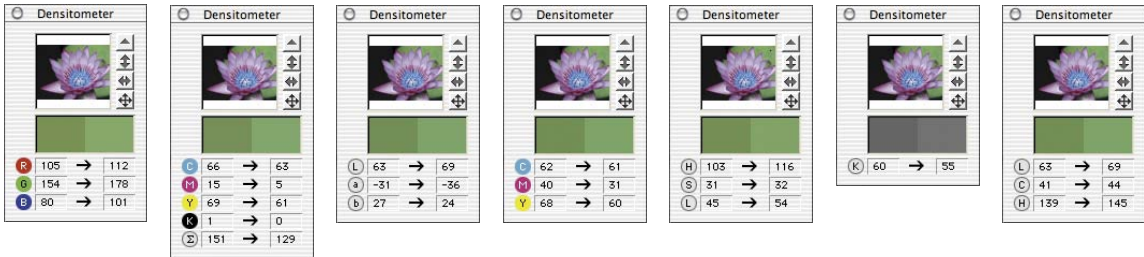 Densitometer
R 105 → 112
G 154 → 178
B 80 → 101
Densitometer
C 66 → 63
M 15 → 5
Y 69 → 61
K 1 → 0
Σ 151 → 129
Densitometer
L 63 → 69
a -31 → -36
b 27 → 24
Densitometer
C 62 → 61
M 40 → 31
Y 68 → 60
Densitometer
H 103 → 116
S 31 → 32
L 45 → 54
Densitometer
K 60 → 55
Densitometer
L 63 → 69
C 41 → 44
H 139 → 145